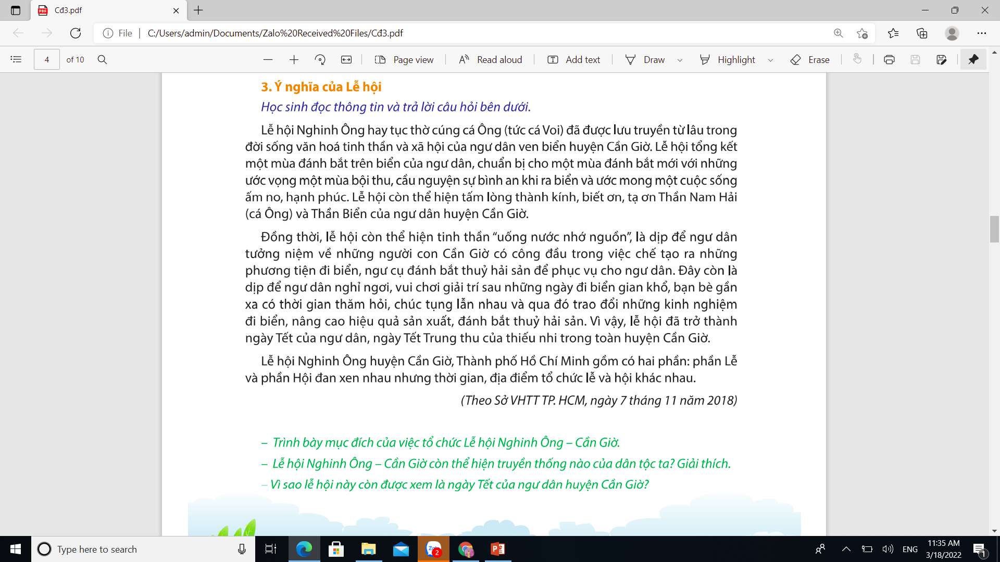 Cđ3.pdf
File
C:/Users/admin/Documents/Zalo%20Received%20Files/Cđ3.pdf
4 of 10
Page view
Read aloud
Add text
Draw
Highlight
Erase
3. Ý nghĩa của Lễ hội
Học sinh đọc thông tin và trả lời câu hỏi bên dưới.
Lễ hội Nghinh Ông hay tục thờ cúng cá Ông (tức cá Voi) đã được lưu truyền từ lâu trong
đời sống văn hoá tinh thần và xã hội của ngư dân ven biển huyện Cần Giờ. Lễ hội tổng kết
một mùa đánh bắt trên biển của ngư dân, chuẩn bị cho một mùa đánh bắt mới với những
ước vọng một mùa bội thu, cầu nguyện sự bình an khi ra biển và ước mong một cuộc sống
ấm no, hạnh phúc. Lễ hội còn thể hiện tấm lòng thành kính, biết ơn, tạ ơn Thần Nam Hải
(cá Ông) và Thần Biển của ngư dân huyện Cần Giờ.
Đồng thời, lễ hội còn thể hiện tinh thần “uống nước nhớ nguồn”, là dịp để ngư dân
tưởng niệm về những người con Cần Giờ có công đầu trong việc chế tạo ra những
phương tiện đi biển, ngư cụ đánh bắt thuỷ hải sản để phục vụ cho ngư dân. Đây còn là
dịp để ngư dân nghỉ ngơi, vui chơi giải trí sau những ngày đi biển gian khổ, bạn bè gần
xa có thời gian thăm hỏi, chúc tụng lẫn nhau và qua đó trao đổi những kinh nghiệm
đi biển, nâng cao hiệu quả sản xuất, đánh bắt thuỷ hải sản. Vì vậy, lễ hội đã trở thành
ngày Tết của ngư dân, ngày Tết Trung thu của thiếu nhi trong toàn huyện Cần Giờ.
Lễ hội Nghinh Ông huyện Cần Giờ, Thành phố Hồ Chí Minh gồm có hai phần: phần Lễ
và phần Hội đan xen nhau nhưng thời gian, địa điểm tổ chức lễ và hội khác nhau.
(Theo Sở VHTT TP. HCM, ngày 7 tháng 11 năm 2018)
– Trình bày mục đích của việc tổ chức Lễ hội Nghinh Ông – Cần Giờ.
– Lễ hội Nghinh Ông – Cần Giờ còn thể hiện truyền thống nào của dân tộc ta? Giải thích.
– Vì sao lễ hội này còn được xem là ngày Tết của ngư dân huyện Cần Giờ?
Type here to search
2
ENG
11:35 AM
3/18/2022
1